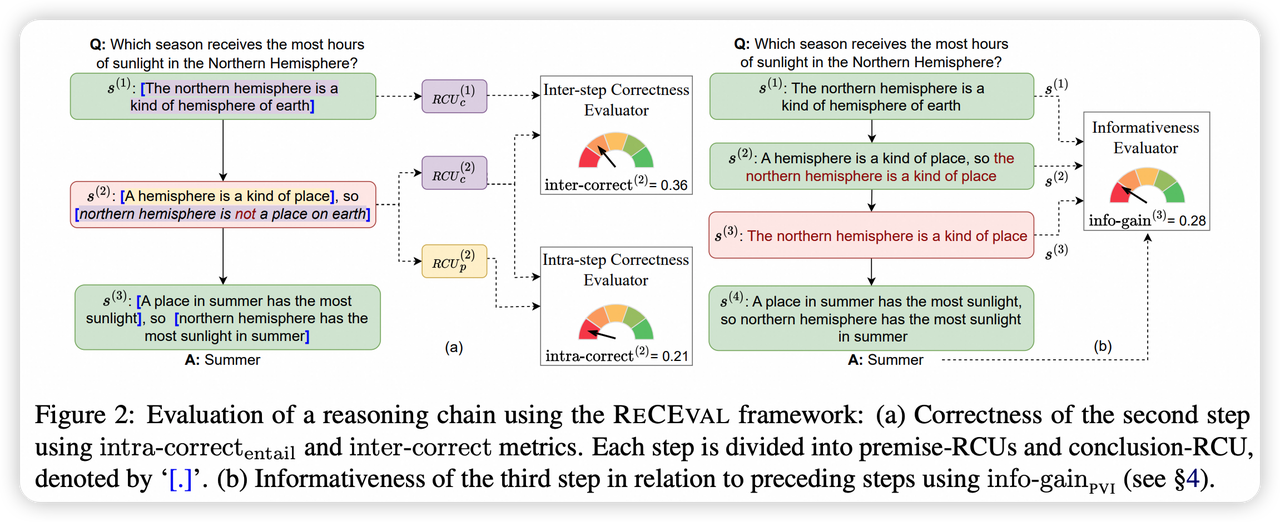 Q: Which season receives the most hours
of sunlight in the Northern Hemisphere?
s^(1): [The northern hemisphere is a
kind of hemisphere of earth]
s^(2): [A hemisphere is a kind of place], so
[northern hemisphere is not a place on earth]
s^(3): [A place in summer has the most
sunlight], so [northern hemisphere has the
most sunlight in summer]
A: Summer
RCU_c^(1)
RCU_c^(2)
RCU_p^(2)
Inter-step Correctness
Evaluator
inter-correct^(2)= 0.36
Intra-step Correctness
Evaluator
intra-correct^(2)= 0.21
(a)
Q: Which season receives the most hours
of sunlight in the Northern Hemisphere?
s^(1): The northern hemisphere is a
kind of hemisphere of earth
s^(2): A hemisphere is a kind of place, so the
northern hemisphere is a kind of place
s^(3): The northern hemisphere is a kind of place
s^(4): A place in summer has the most sunlight,
so northern hemisphere has the most sunlight
in summer
A: Summer
s^(1)
s^(2)
s^(3)
Informativeness
Evaluator
info-gain^(3)= 0.28
(b)
Figure 2: Evaluation of a reasoning chain using the RECEVAL framework: (a) Correctness of the second step
using intra-correct_entail and inter-correct metrics. Each step is divided into premise-RCUs and conclusion-RCU,
denoted by ‘[.]’. (b) Informativeness of the third step in relation to preceding steps using info-gain_PVI (see §4).